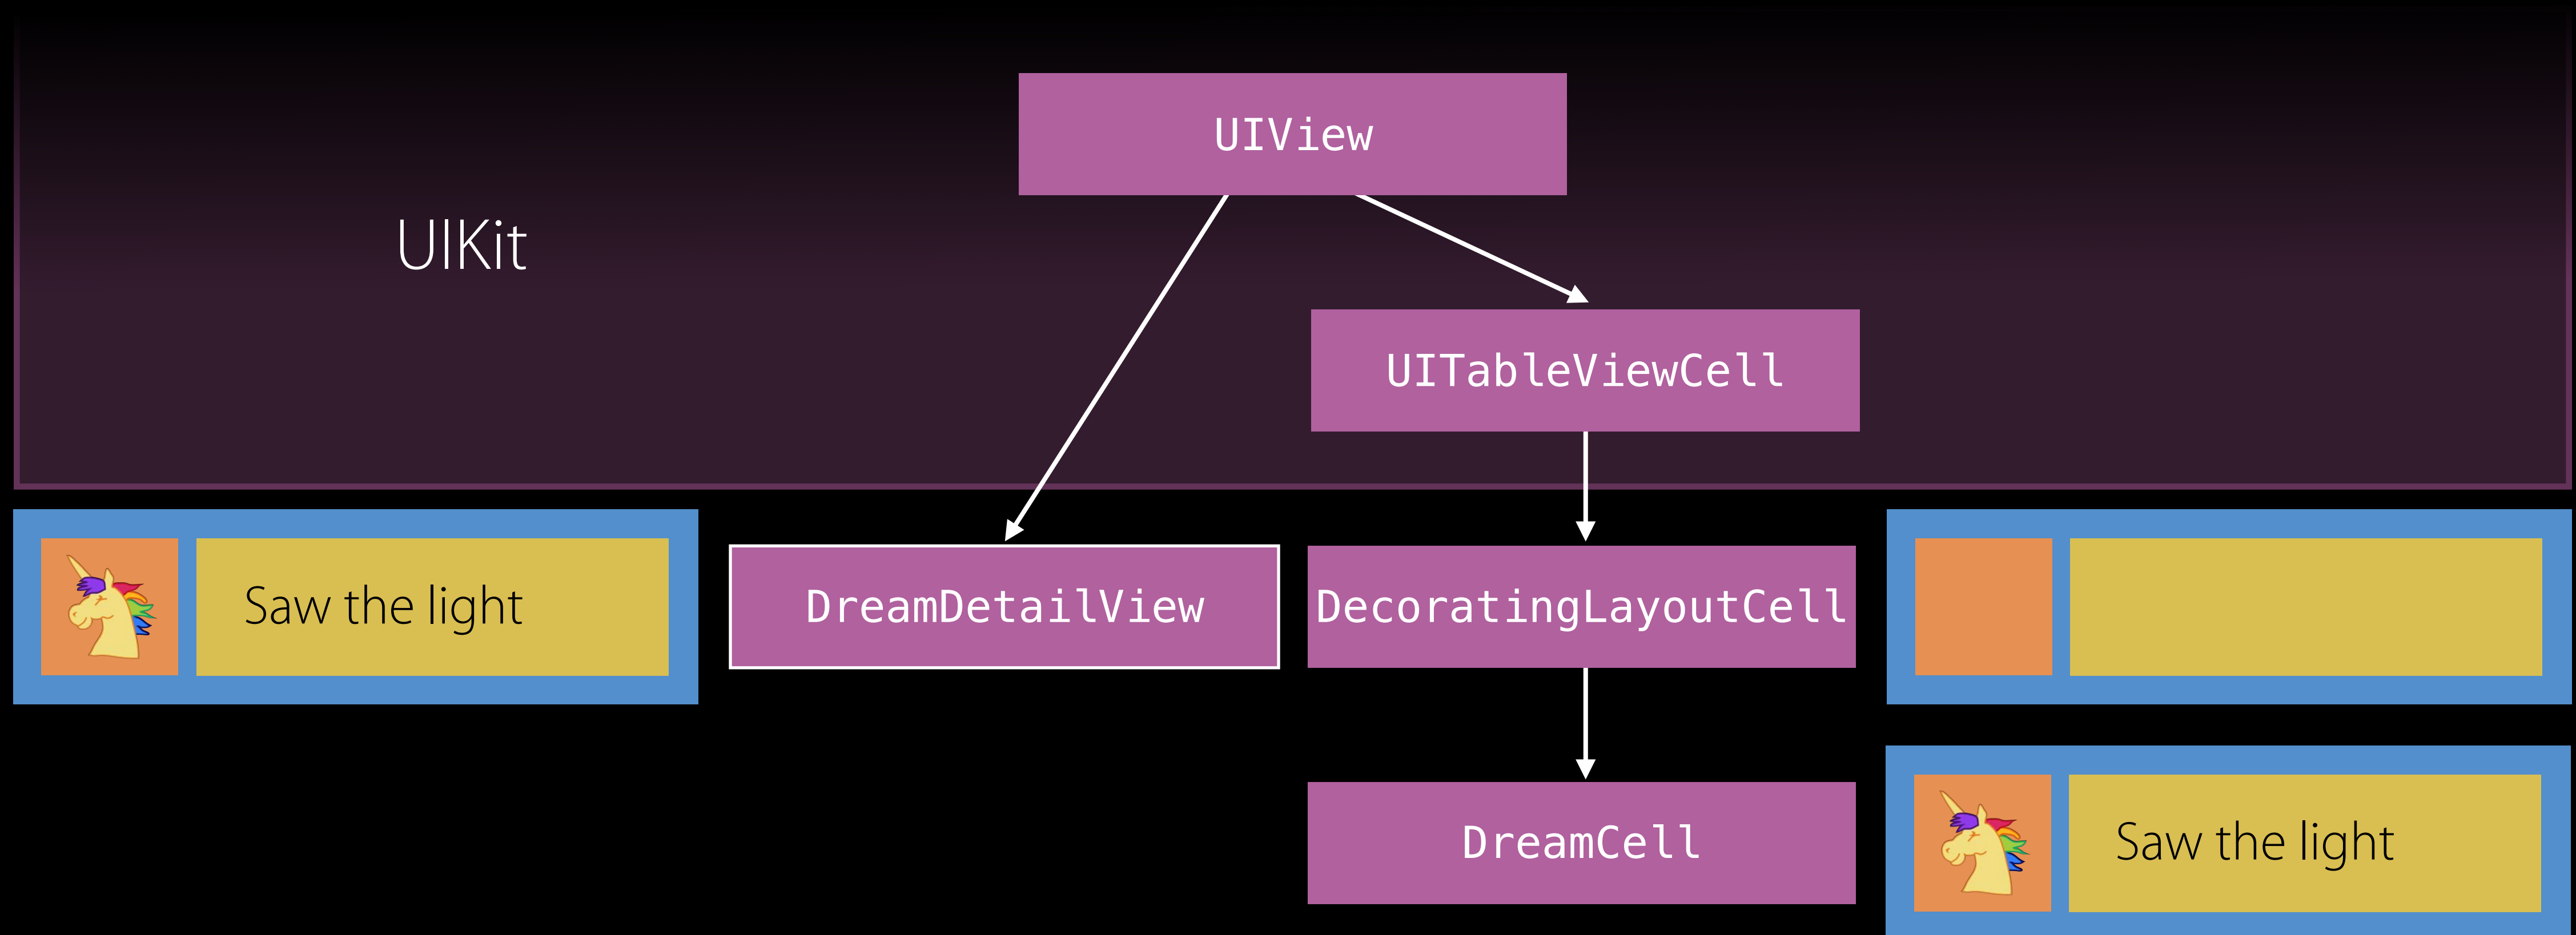 UIView
UIKit
UITableViewCell
Saw the light
DreamDetailView
DecoratingLayoutCell
DreamCell
Saw the light